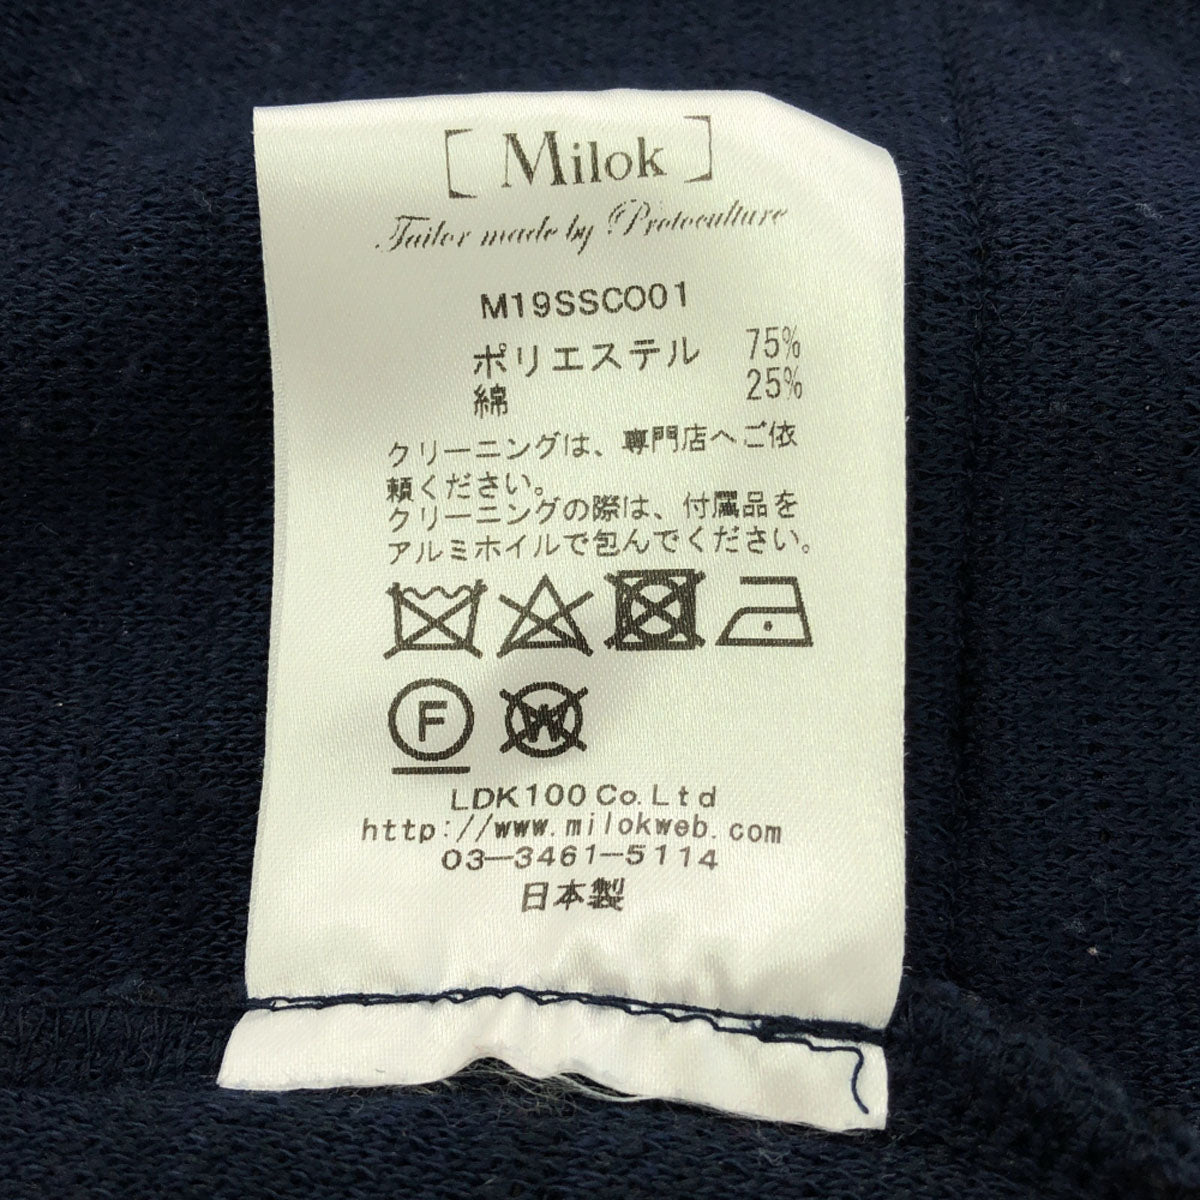 [ Milok ]
Tailor made by Protoculture
M19SSCO01
ポリエステル 75%
綿 25%
クリーニングは、専門店へご依
頼ください。
クリーニングの際は、付属品を
アルミホイルで包んでください。
F W
LDK100 Co.Ltd
http://www.milokweb.com
03-3461-5114
日本製